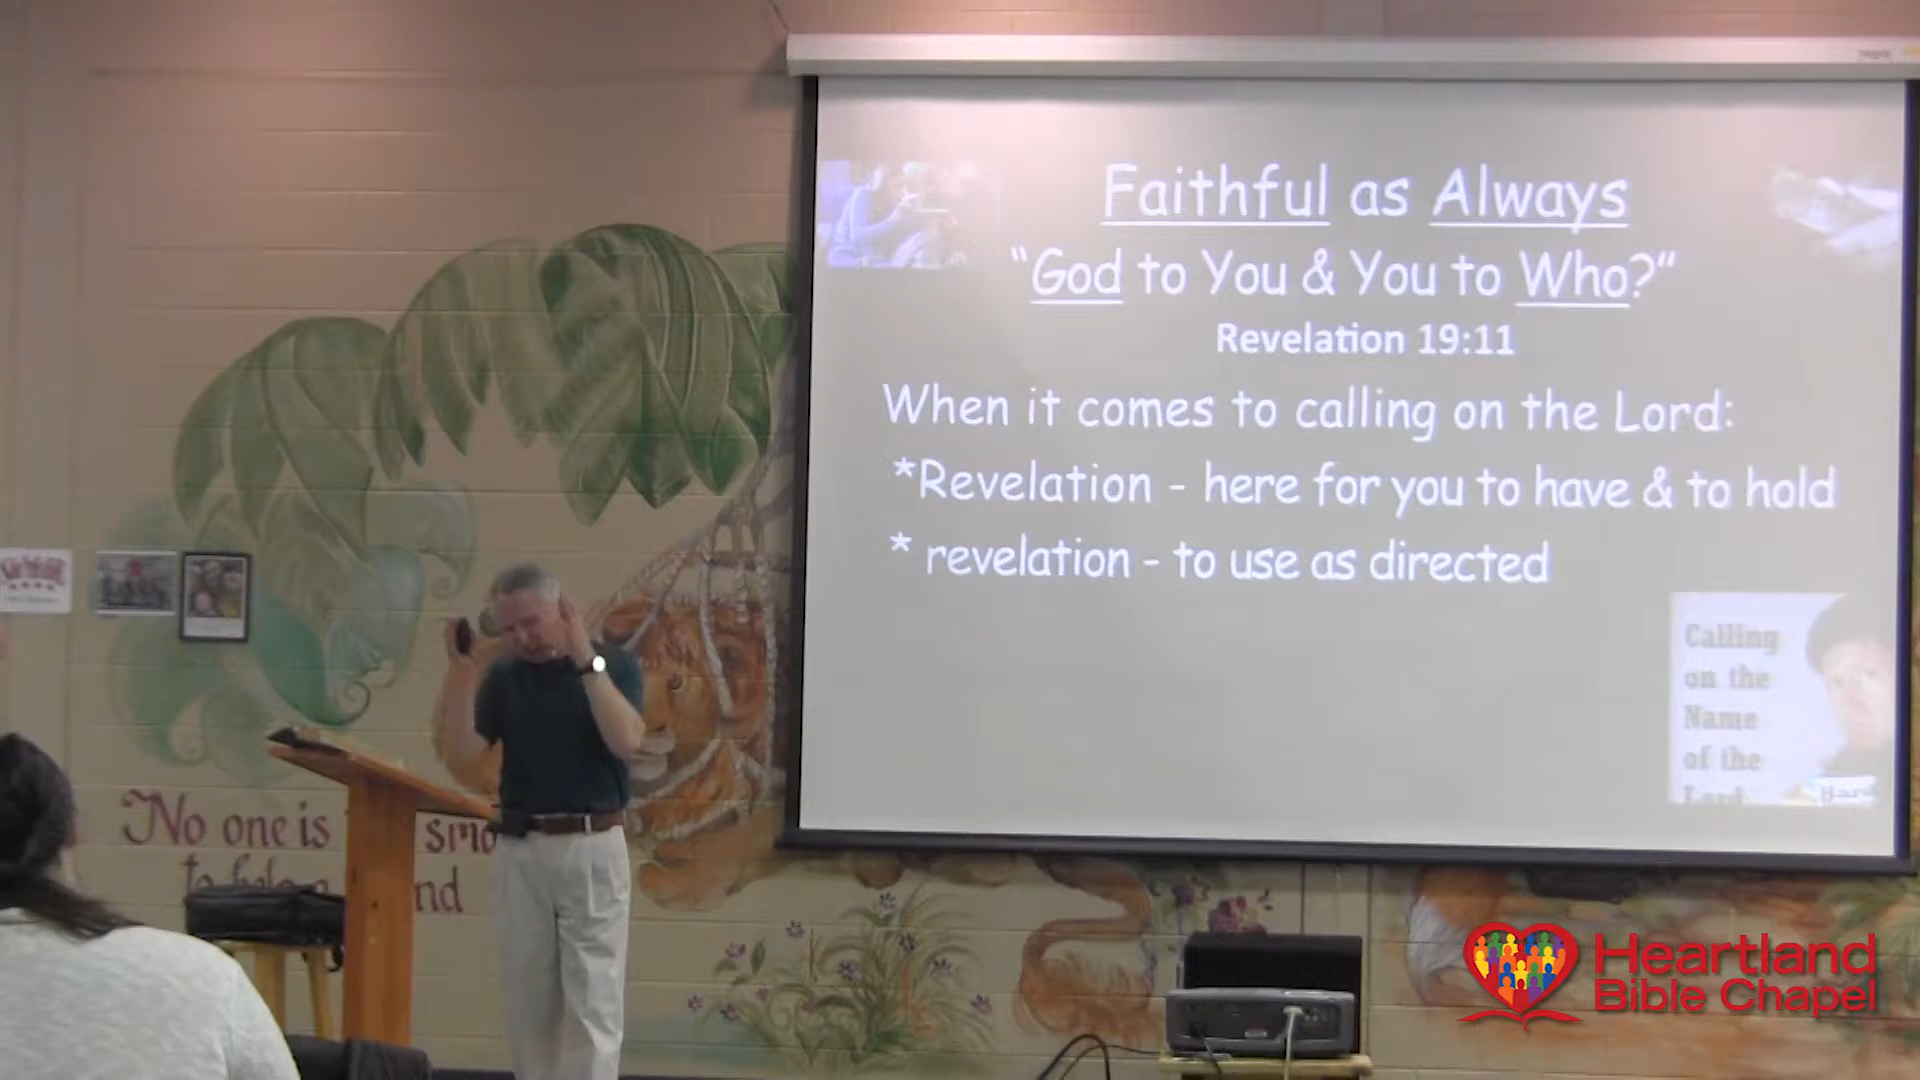 Faithful as Always
“God to You & You to Who?”
Revelation 19:11
When it comes to calling on the Lord:
*Revelation - here for you to have & to hold
* revelation - to use as directed
Calling
on the
Name
of the
Lord
No one is smo
nd
Heartland
Bible Chapel